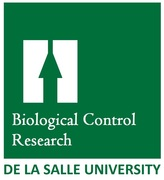 Biological Control
Research
DE LA SALLE UNIVERSITY